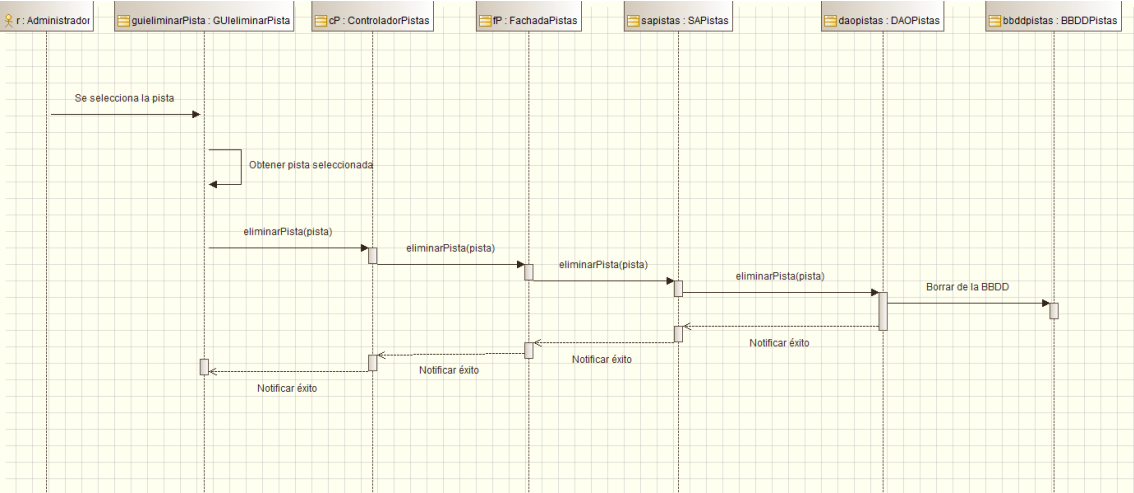 r : Administrador
guieliminarPista : GUIeliminarPista
cP : ControladorPistas
fP : FachadaPistas
sapistas : SAPistas
daopistas : DAOPistas
bbddpistas : BBDDPistas
Se selecciona la pista
Obtener pista seleccionada
eliminarPista(pista)
eliminarPista(pista)
eliminarPista(pista)
eliminarPista(pista)
Borrar de la BBDD
Notificar éxito
Notificar éxito
Notificar éxito
Notificar éxito